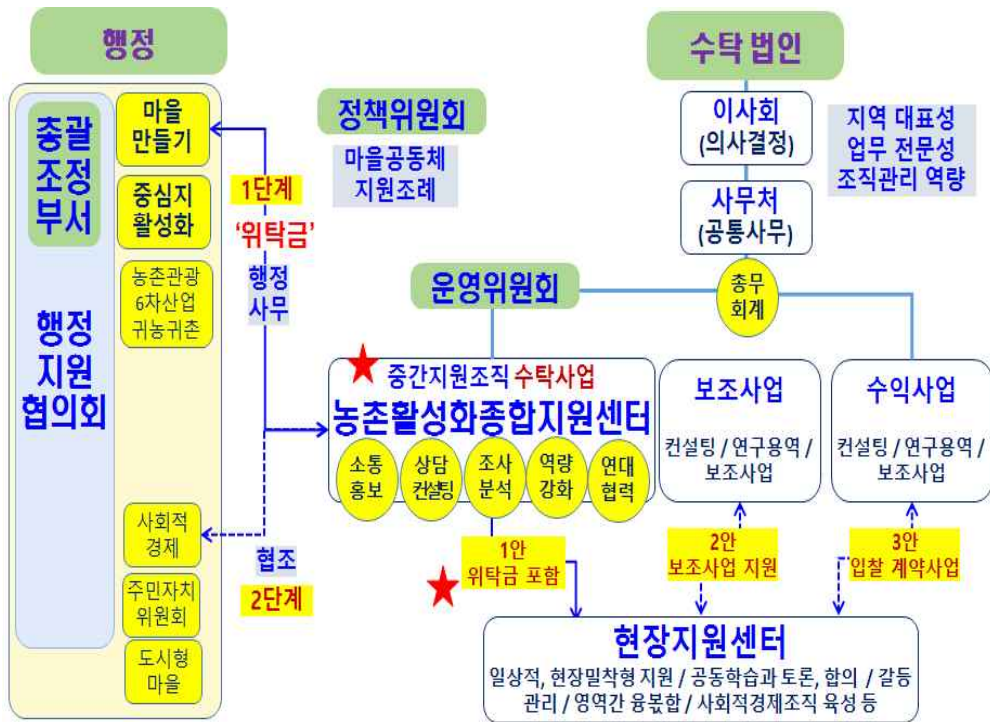 행정
총괄
조정
부서
행정
지원
협의회
마을
만들기
중심지
활성화
농촌관광
6차산업
귀농귀촌
사회적
경제
주민자치
위원회
도시형
마을
1단계
'위탁금'
행정
사무
협조
2단계
정책위원회
마을공동체
지원조례
수탁 법인
이사회
(의사결정)
사무처
(공통사무)
지역 대표성
업무 전문성
조직관리 역량
총무
회계
운영위원회
중간지원조직 수탁사업
농촌활성화종합지원센터
소통
홍보
상담
컨설팅
조사
분석
역량
강화
연대
협력
보조사업
컨설팅 / 연구용역 /
보조사업
수익사업
컨설팅 / 연구용역 /
보조사업
1안
위탁금 포함
2안
보조사업 지원
3안
입찰 계약사업
현장지원센터
일상적, 현장밀착형 지원 / 공동학습과 토론, 합의 / 갈등
관리 / 영역간 융복합 / 사회적경제조직 육성 등